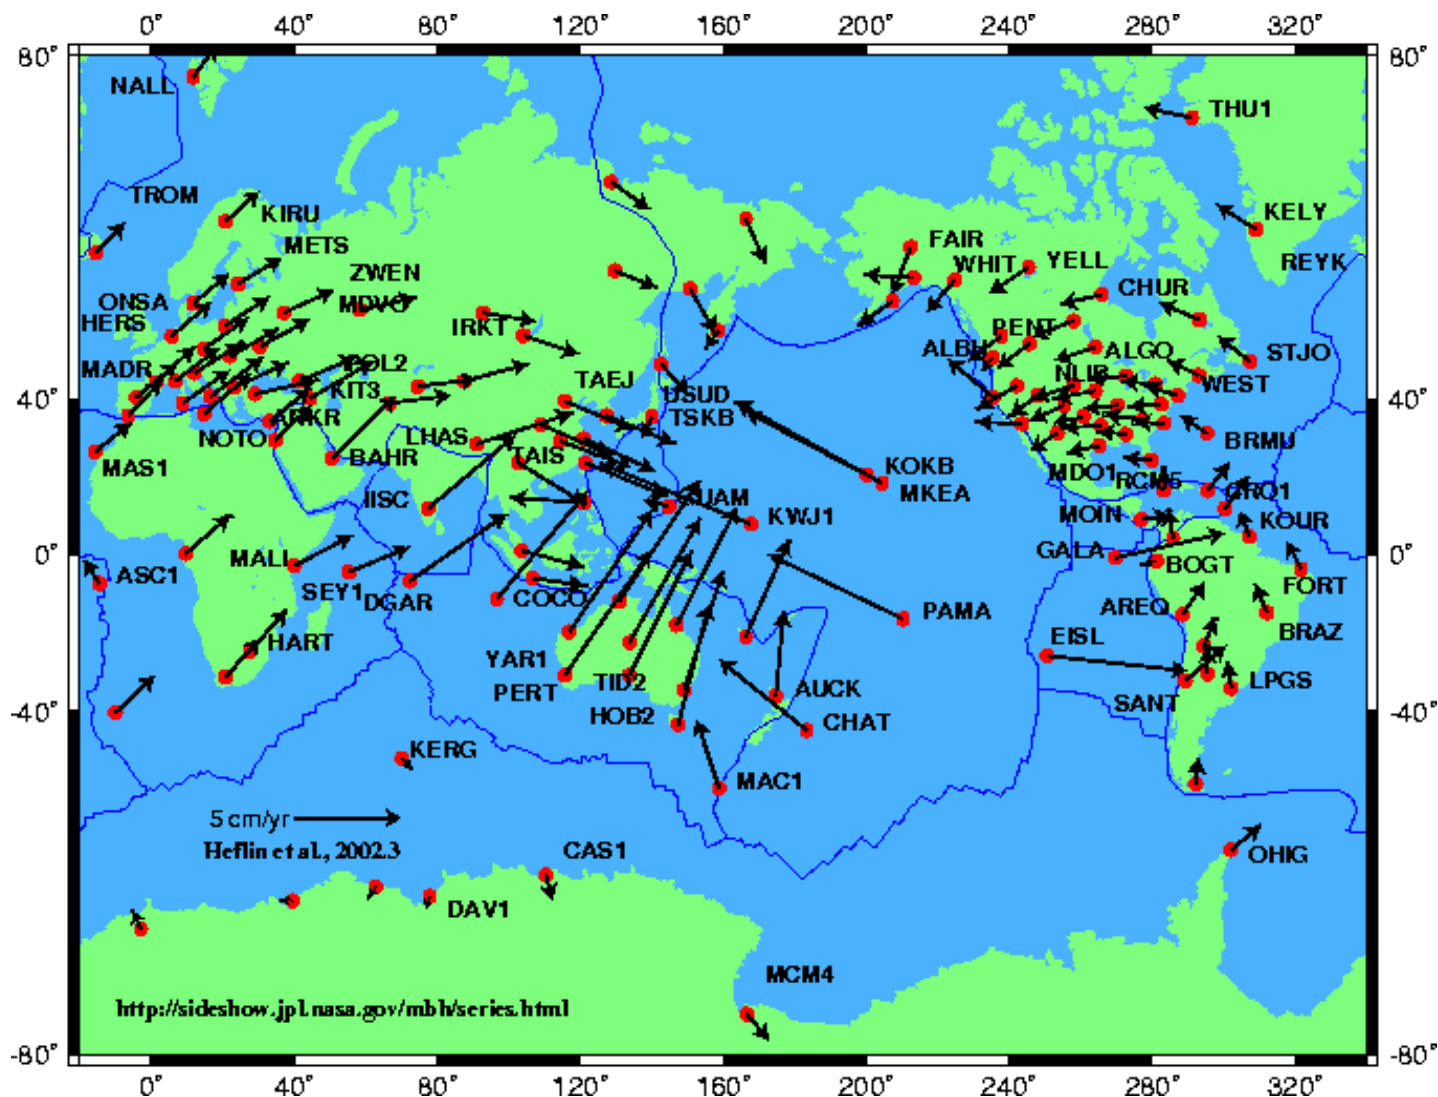 0° 40° 80° 120° 160° 200° 240° 280° 320°
80° 80°
NALL
THU1
TROM
KIRU
KELY
METS
FAIR
REYK
ZWEN
WHIT
YELL
ONSA
MDVO
CHUR
HERS
IRKT
PENT
ALBH
ALGO
STJO
MADR
POL2
TAEJ
NLIB
WEST
KIT3
USUD
40° 40°
ANKR
TSKB
NOTO
LHAS
BRMU
MAS1
BAHR
TAIS
KOKB
MDO1
RCM5
IISC
GUAM
MKEA
CRO1
KWJ1
MOIN
KOUR
GALA
0° 0°
MALI
BOGT
ASC1
SEY1
DGAR
COCO
FORT
AREQ
PAMA
HART
EISL
BRAZ
YAR1
PERT
TID2
AUCK
SANT
LPGS
-40° -40°
HOB2
CHAT
KERG
MAC1
5 cm/yr
Heflin et al., 2002.3
CAS1
OHIG
DAV1
MCM4
http://sideshow.jpl.nasa.gov/mbh/series.html
-80° -80°
0° 40° 80° 120° 160° 200° 240° 280° 320°